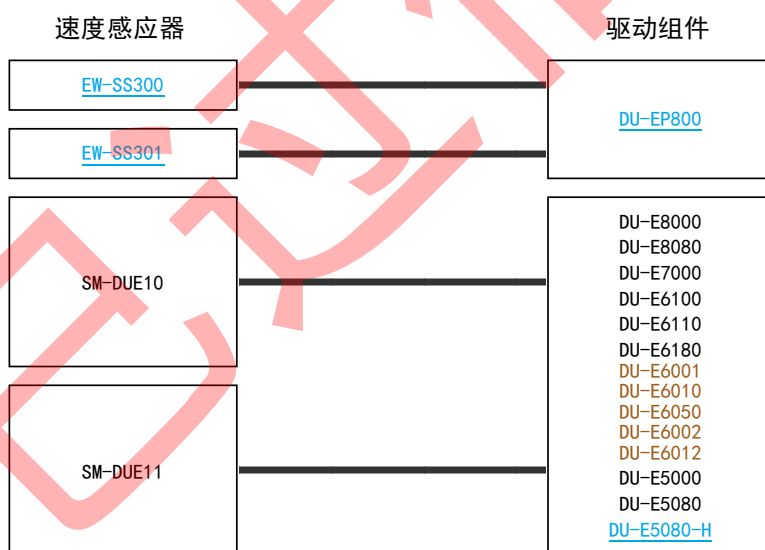 速度感应器
驱动组件
EW-SS300
DU-EP800
EW-SS301
SM-DUE10
DU-E8000
DU-E8080
DU-E7000
DU-E6100
DU-E6110
DU-E6180
DU-E6001
DU-E6010
DU-E6050
DU-E6002
DU-E6012
SM-DUE11
DU-E5000
DU-E5080
DU-E5080-H